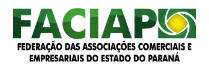 FACIAP
FEDERAÇÃO DAS ASSOCIAÇÕES COMERCIAIS E
EMPRESARIAIS DO ESTADO DO PARANÁ